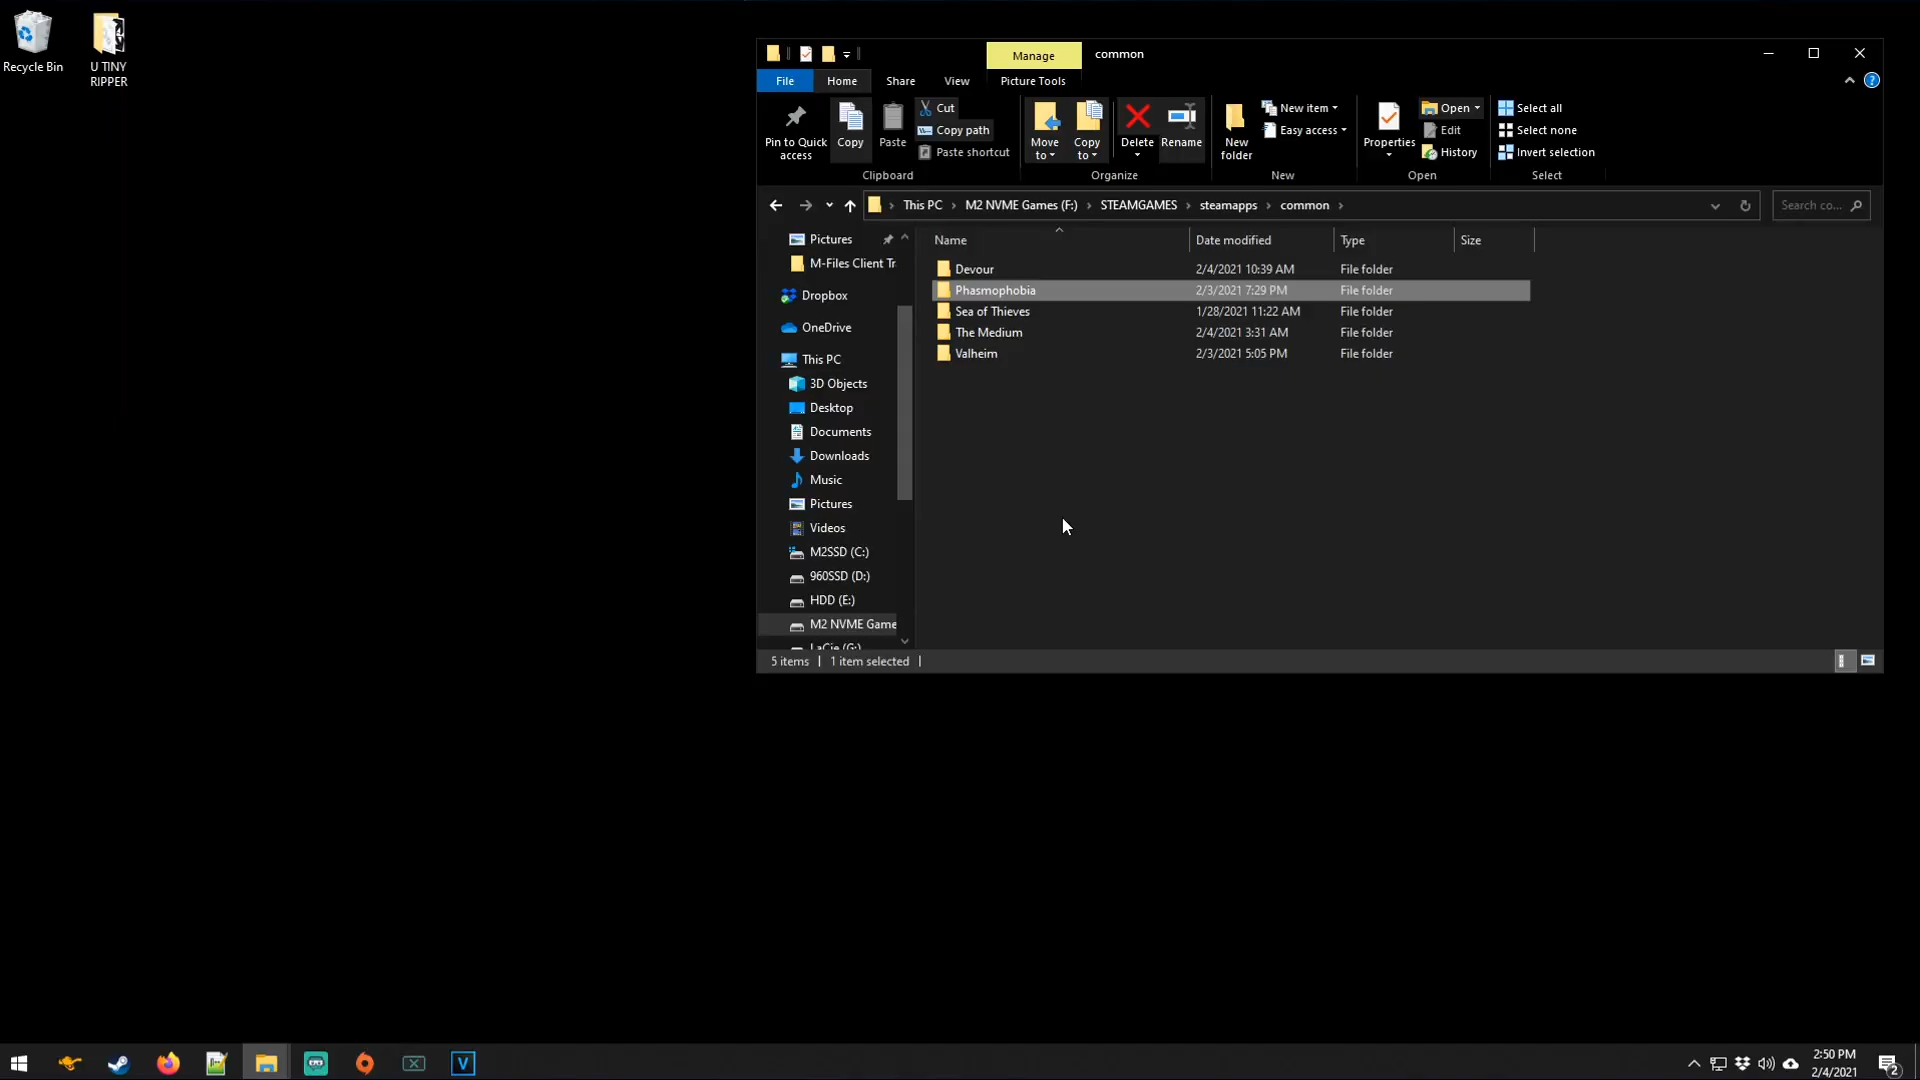 Recycle Bin
U TINY
RIPPER
Manage
common
File
Home
Share
View
Picture Tools
Pin to Quick
access
Copy
Paste
Cut
Copy path
Paste shortcut
Clipboard
Move
to
Copy
to
Delete
Rename
Organize
New
folder
New item
Easy access
New
Properties
Open
Edit
History
Open
Select all
Select none
Invert selection
Select
This PC
M2 NVME Games (F:)
STEAMGAMES
steamapps
common
Search co...
Pictures
M-Files Client Tr
Dropbox
OneDrive
This PC
3D Objects
Desktop
Documents
Downloads
Music
Pictures
Videos
M2SSD (C:)
960SSD (D:)
HDD (E:)
M2 NVME Game
LaCie (G:)
Name Date modified Type Size
Devour 2/4/2021 10:39 AM File folder
Phasmophobia 2/3/2021 7:29 PM File folder
Sea of Thieves 1/28/2021 11:22 AM File folder
The Medium 2/4/2021 3:31 AM File folder
Valheim 2/3/2021 5:05 PM File folder
5 items 1 item selected
V
2:50 PM
2/4/2021
2